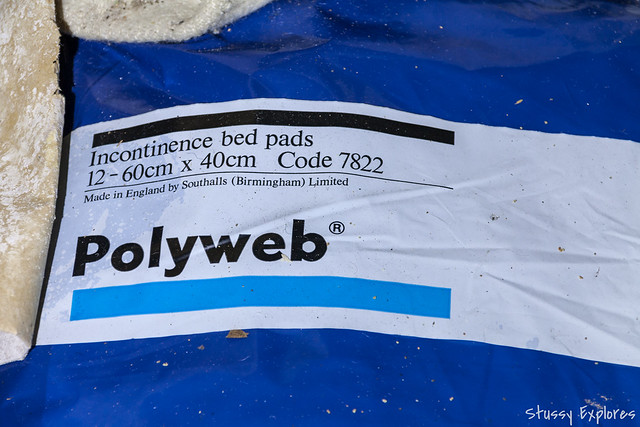 Incontinence bed pads
12-60cm x 40cm Code 7822
Made in England by Southalls (Birmingham) Limited
Polyweb®
Stussy Explores